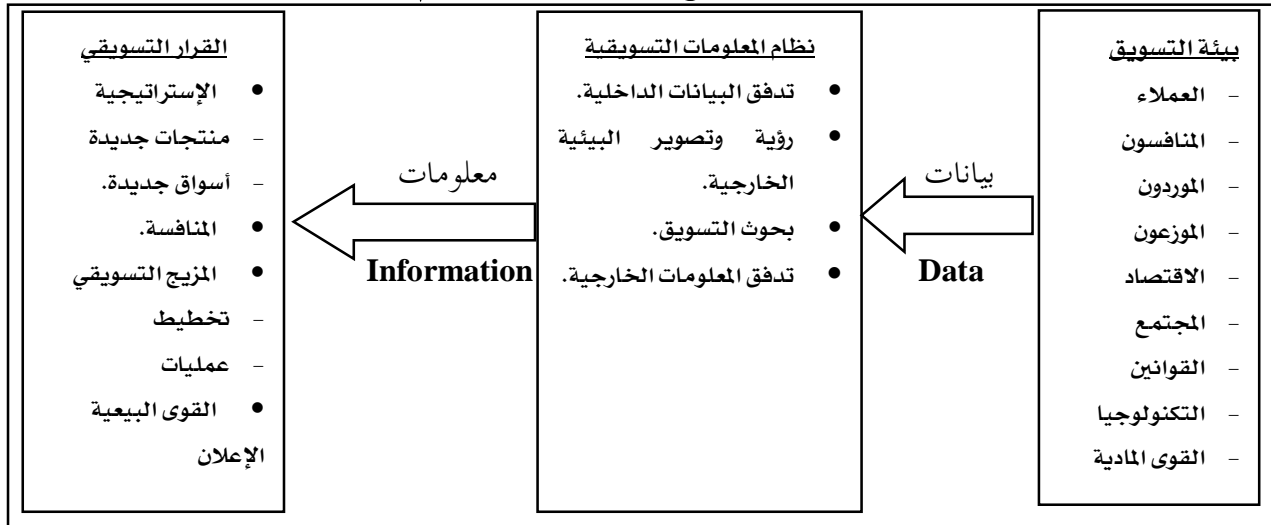 بيئة التسويق
- العملاء
- المنافسون
- الموردون
- الموزعون
- الاقتصاد
- المجتمع
- القوانين
- التكنولوجيا
- القوى المادية
بيانات
Data
نظام المعلومات التسويقية
● تدفق البيانات الداخلية.
● رؤية وتصوير البيئية
الخارجية.
● بحوث التسويق.
● تدفق المعلومات الخارجية.
معلومات
Information
القرار التسويقي
● الإستراتيجية
- منتجات جديدة
- أسواق جديدة.
● المنافسة.
● المزيج التسويقي
- تخطيط
- عمليات
● القوى البيعية
الإعلان